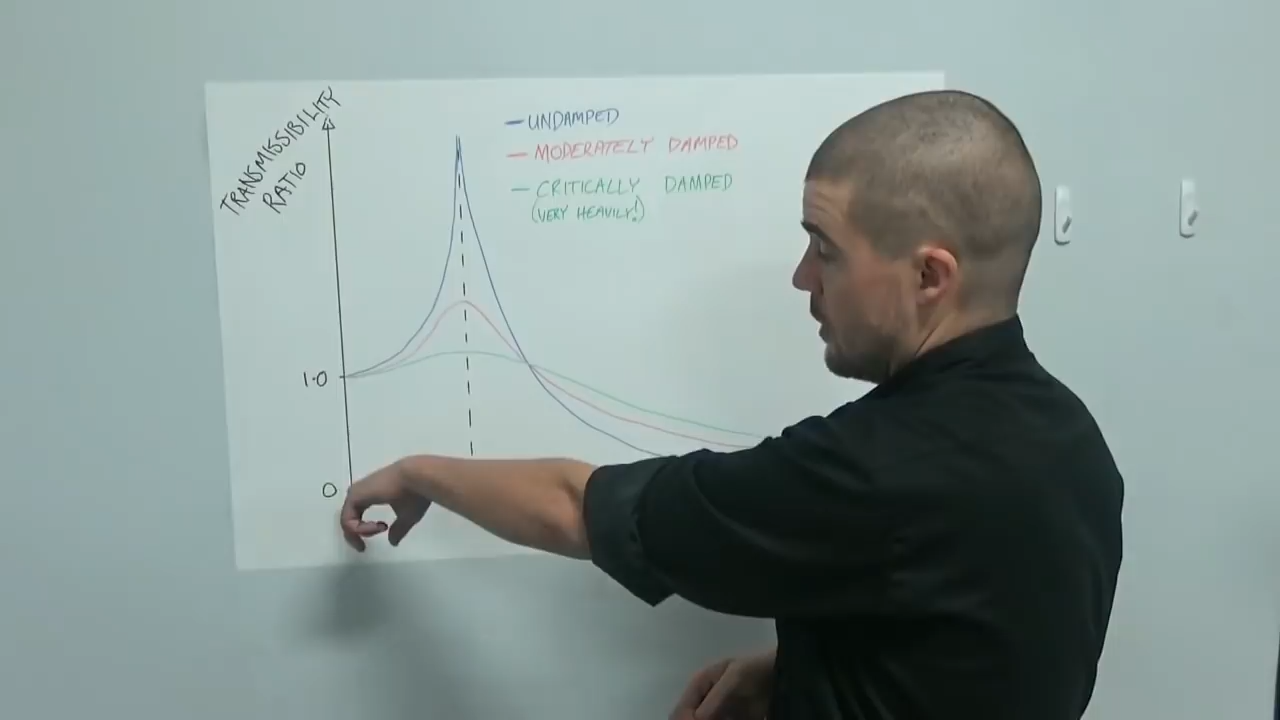 TRANSMISSIBILITY
RATIO
- UNDAMPED
- MODERATELY DAMPED
- CRITICALLY DAMPED
(VERY HEAVILY!)
1.0
0